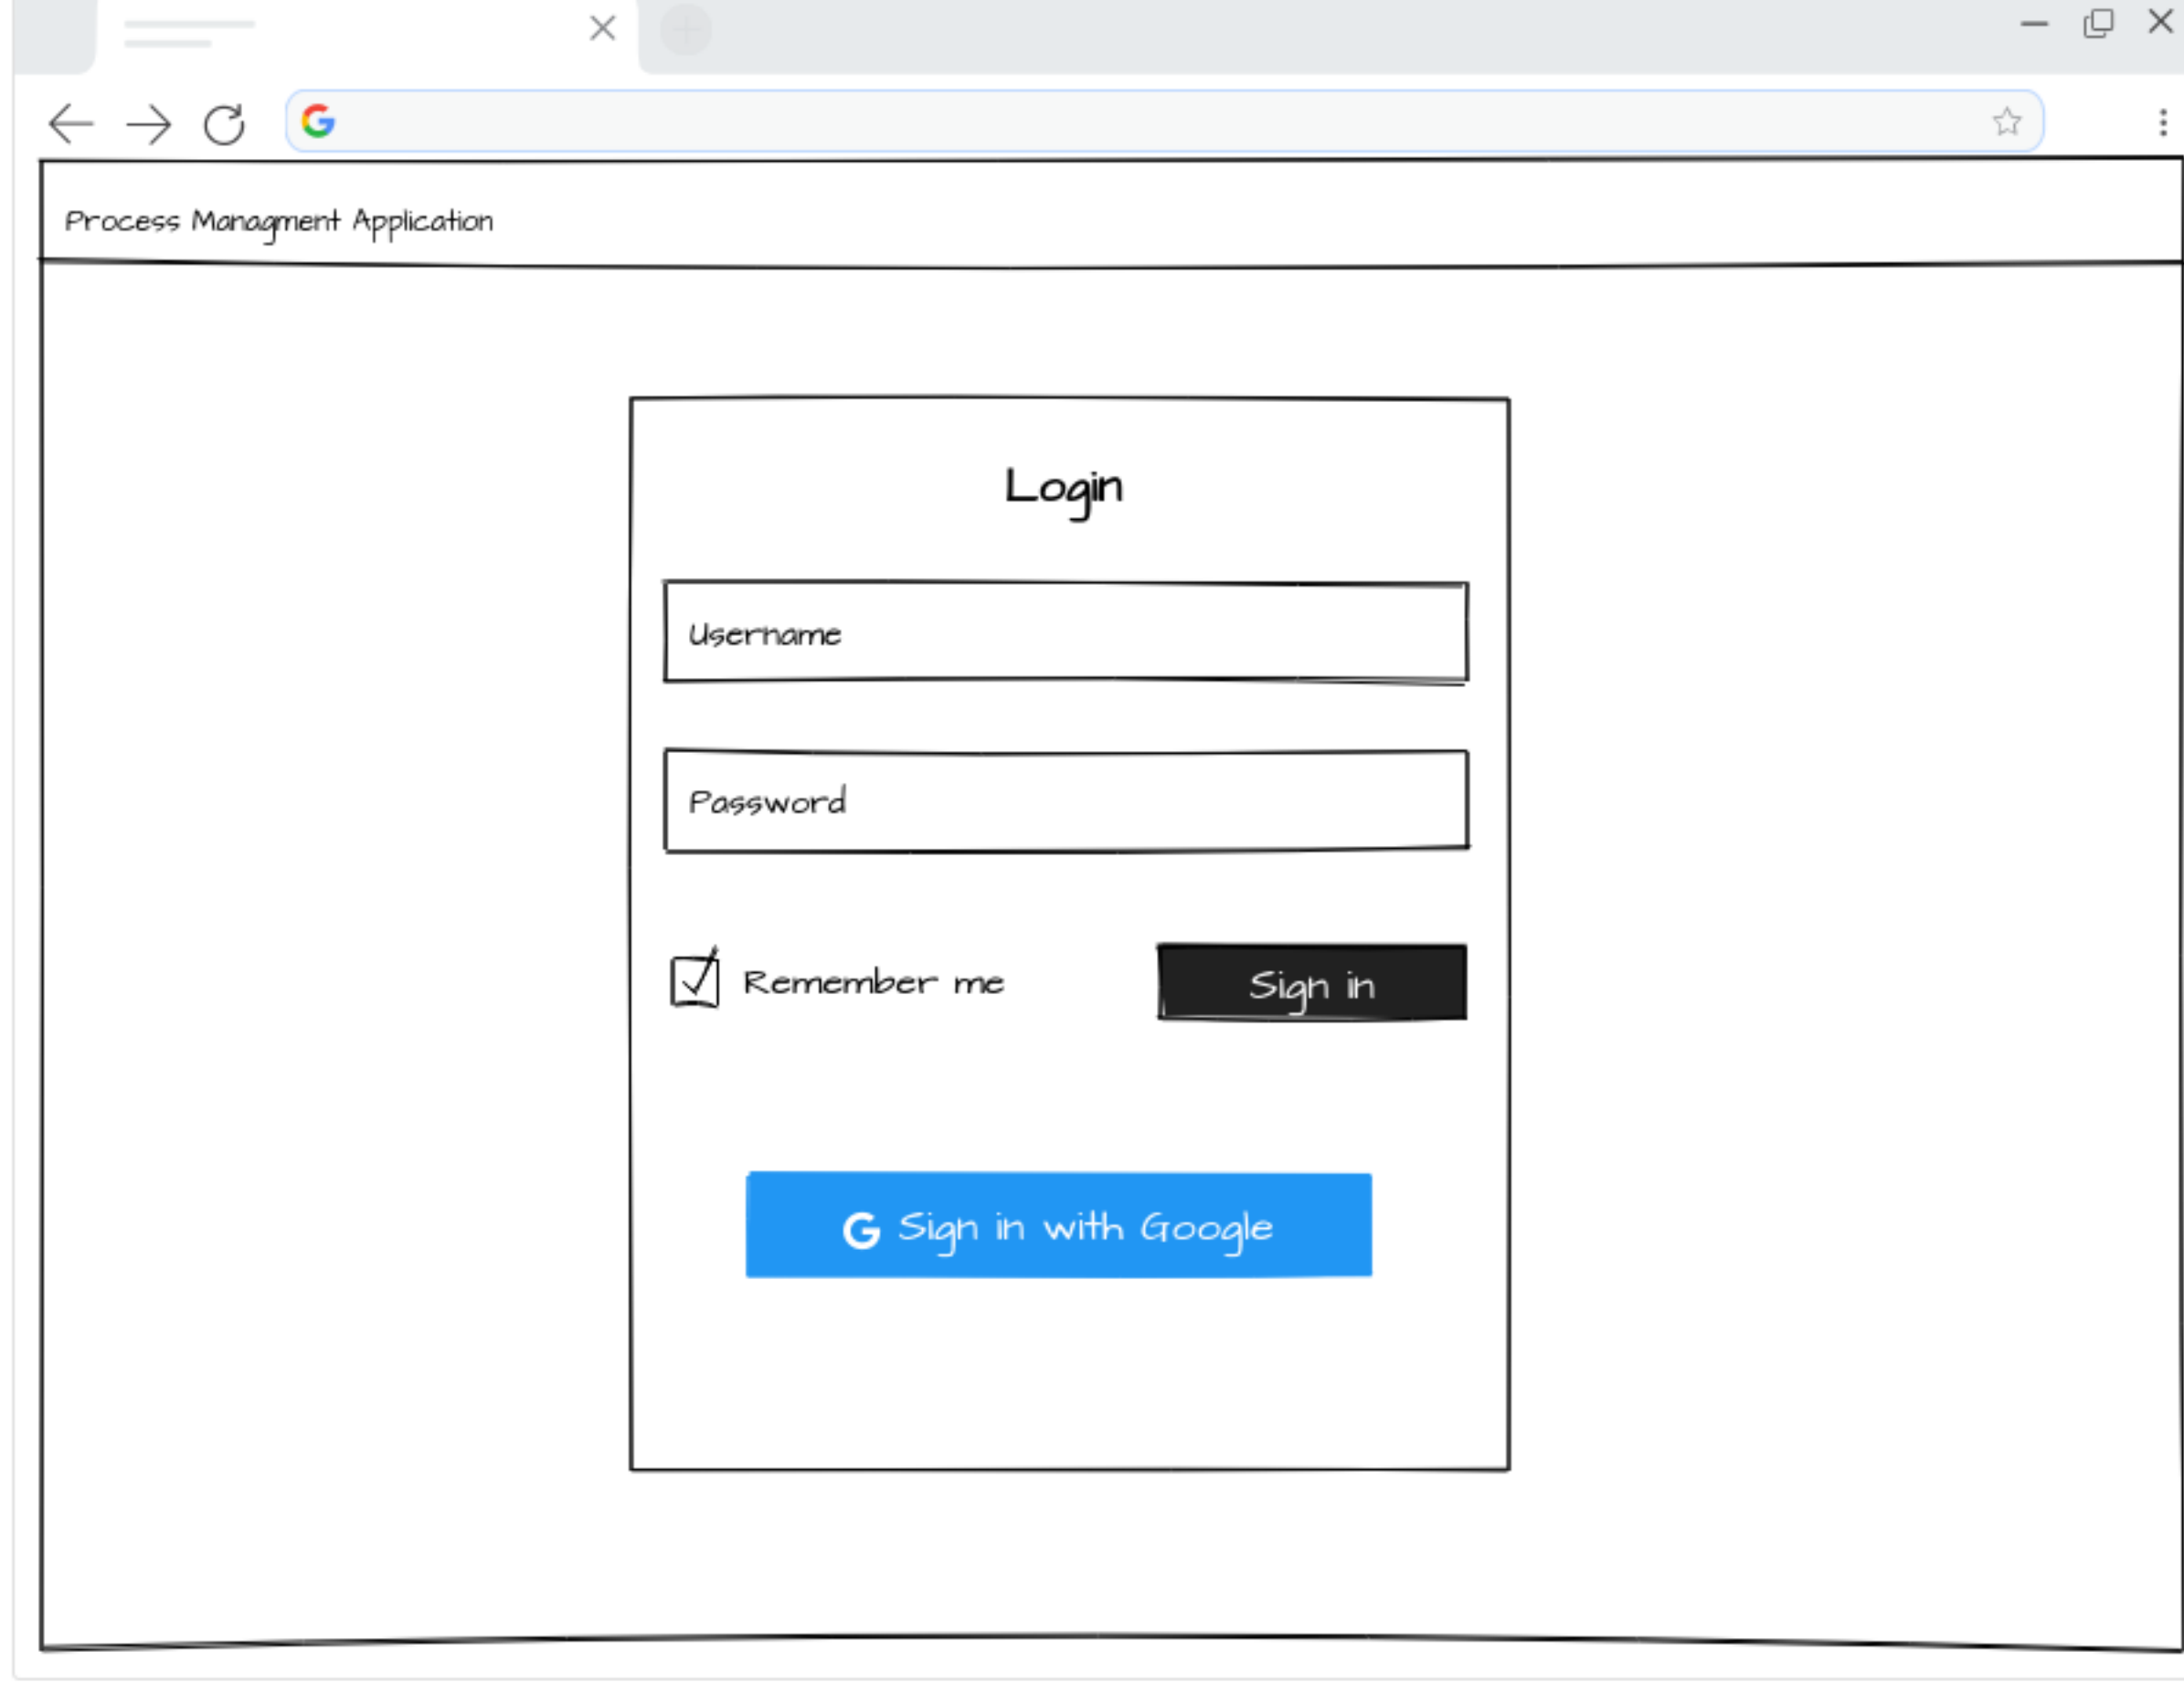 Process Managment Application
Login
Username
Password
Remember me
Sign in
G Sign in with Google